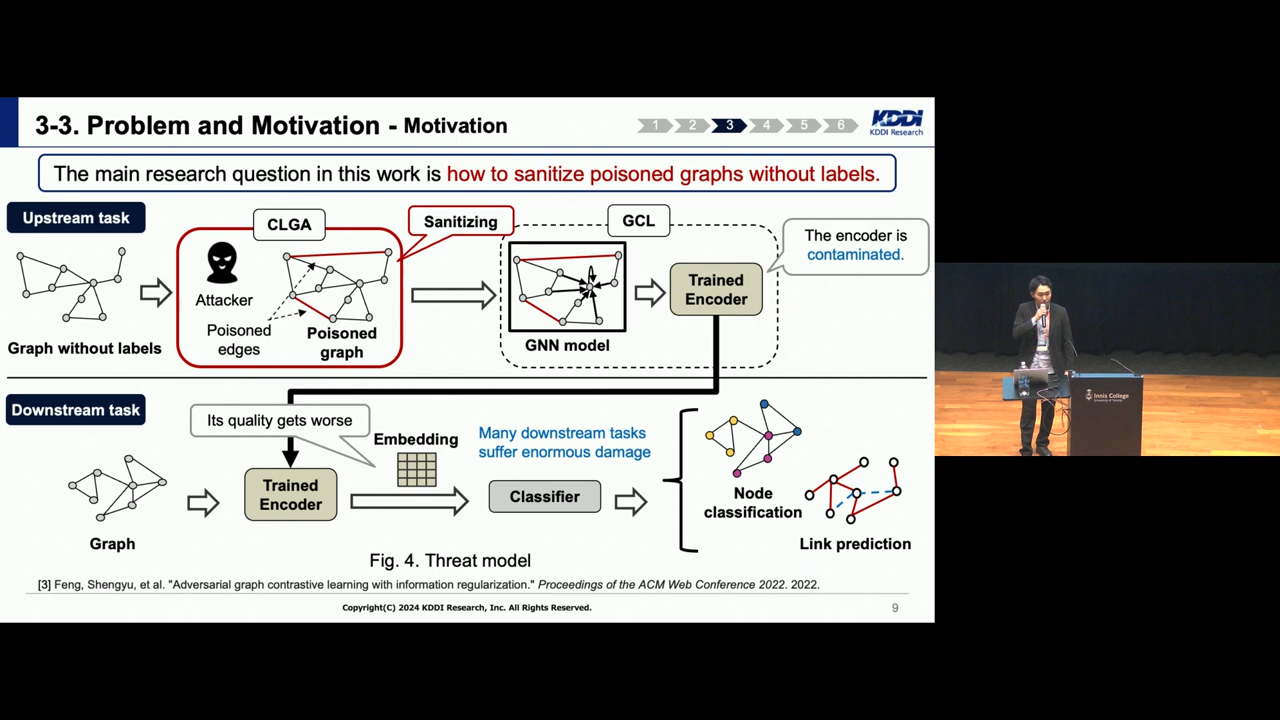 3-3. Problem and Motivation - Motivation
1 2 3 4 5 6
KDDI
KDDI Research
The main research question in this work is how to sanitize poisoned graphs without labels.
Upstream task
CLGA
Sanitizing
GCL
The encoder is
contaminated.
Attacker
Poisoned
edges
Poisoned
graph
Graph without labels
GNN model
Trained
Encoder
Downstream task
Its quality gets worse
Embedding
Many downstream tasks
suffer enormous damage
Trained
Encoder
Classifier
Graph
Node
classification
Link prediction
Fig. 4. Threat model
[3] Feng, Shengyu, et al. "Adversarial graph contrastive learning with information regularization." Proceedings of the ACM Web Conference 2022. 2022.
Copyright(C) 2024 KDDI Research, Inc. All Rights Reserved.
9
Innis College